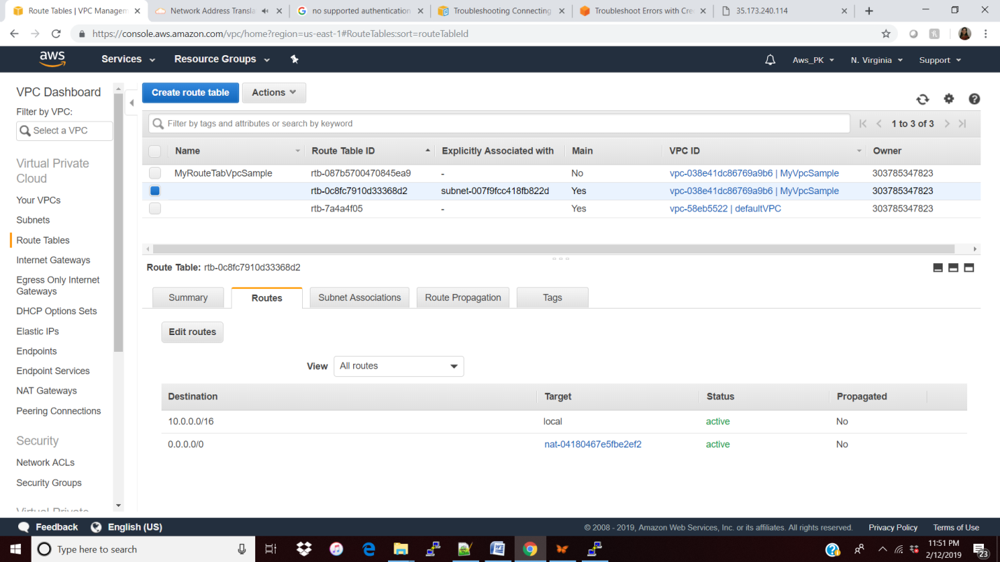 Route Tables | VPC Managem
Network Address Transla
no supported authentication
Troubleshooting Connecting
Troubleshoot Errors with Cre
35.173.240.114
https://console.aws.amazon.com/vpc/home?region=us-east-1#RouteTables:sort=routeTableId
aws
Services
Resource Groups
Aws_PK
N. Virginia
Support
VPC Dashboard
Filter by VPC:
Select a VPC
Virtual Private
Cloud
Your VPCs
Subnets
Route Tables
Internet Gateways
Egress Only Internet
Gateways
DHCP Options Sets
Elastic IPs
Endpoints
Endpoint Services
NAT Gateways
Peering Connections
Security
Network ACLs
Security Groups
Virtual Private
Create route table
Actions
Filter by tags and attributes or search by keyword
1 to 3 of 3
Name Route Table ID Explicitly Associated with Main VPC ID Owner
MyRouteTabVpcSample rtb-087b5700470845ea9 - No vpc-038e41dc86769a9b6 | MyVpcSample 303785347823
rtb-0c8fc7910d33368d2 subnet-007f9fcc418fb822d Yes vpc-038e41dc86769a9b6 | MyVpcSample 303785347823
rtb-7a4a4f05 - Yes vpc-58eb5522 | defaultVPC 303785347823
Route Table: rtb-0c8fc7910d33368d2
Summary
Routes
Subnet Associations
Route Propagation
Tags
Edit routes
View All routes
Destination Target Status Propagated
10.0.0.0/16 local active No
0.0.0.0/0 nat-04180467e5fbe2ef2 active No
Feedback
English (US)
© 2008 - 2019, Amazon Web Services, Inc. or its affiliates. All rights reserved.
Privacy Policy
Terms of Use
Type here to search
11:51 PM
2/12/2019
23